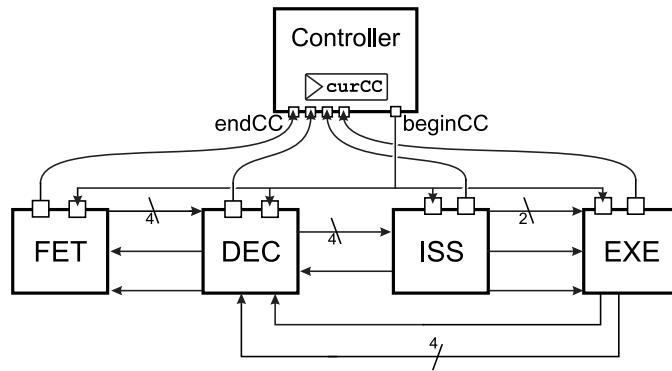 Controller
curCC
endCC
beginCC
4
4
2
FET
DEC
ISS
EXE
4